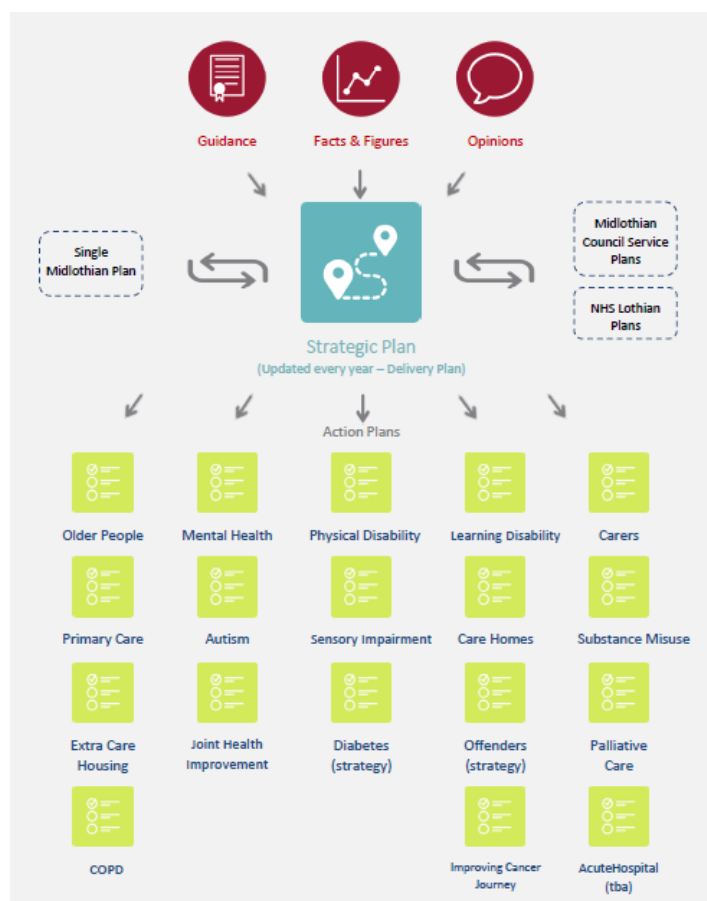 Guidance
Facts & Figures
Opinions
Single
Midlothian Plan
Midlothian
Council Service
Plans
NHS Lothian
Plans
Strategic Plan
(Updated every year – Delivery Plan)
Action Plans
Older People
Mental Health
Physical Disability
Learning Disability
Carers
Primary Care
Autism
Sensory Impairment
Care Homes
Substance Misuse
Extra Care
Housing
Joint Health
Improvement
Diabetes
(strategy)
Offenders
(strategy)
Palliative
Care
COPD
Improving Cancer
Journey
AcuteHospital
(tba)